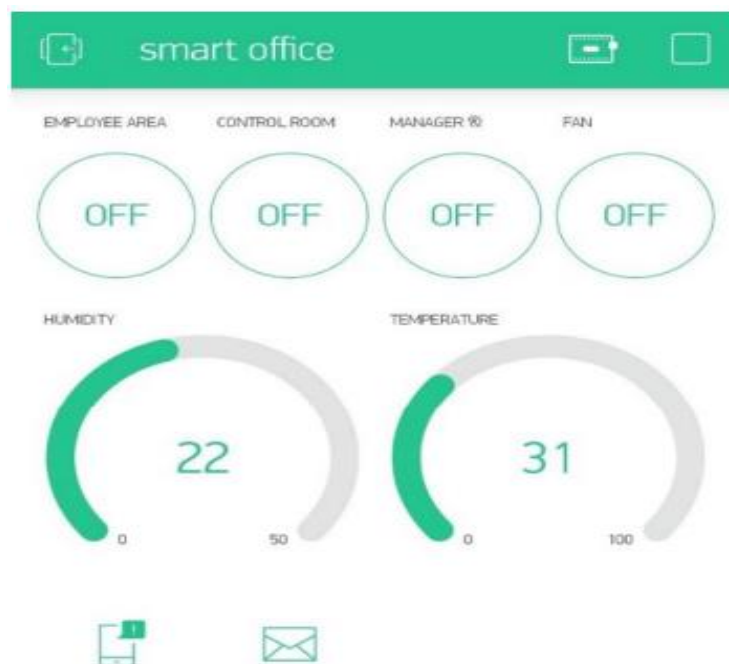 smart office
EMPLOYEE AREA CONTROL ROOM MANAGER ® FAN
OFF OFF OFF OFF
HUMIDITY TEMPERATURE
22 31
0 50 0 100